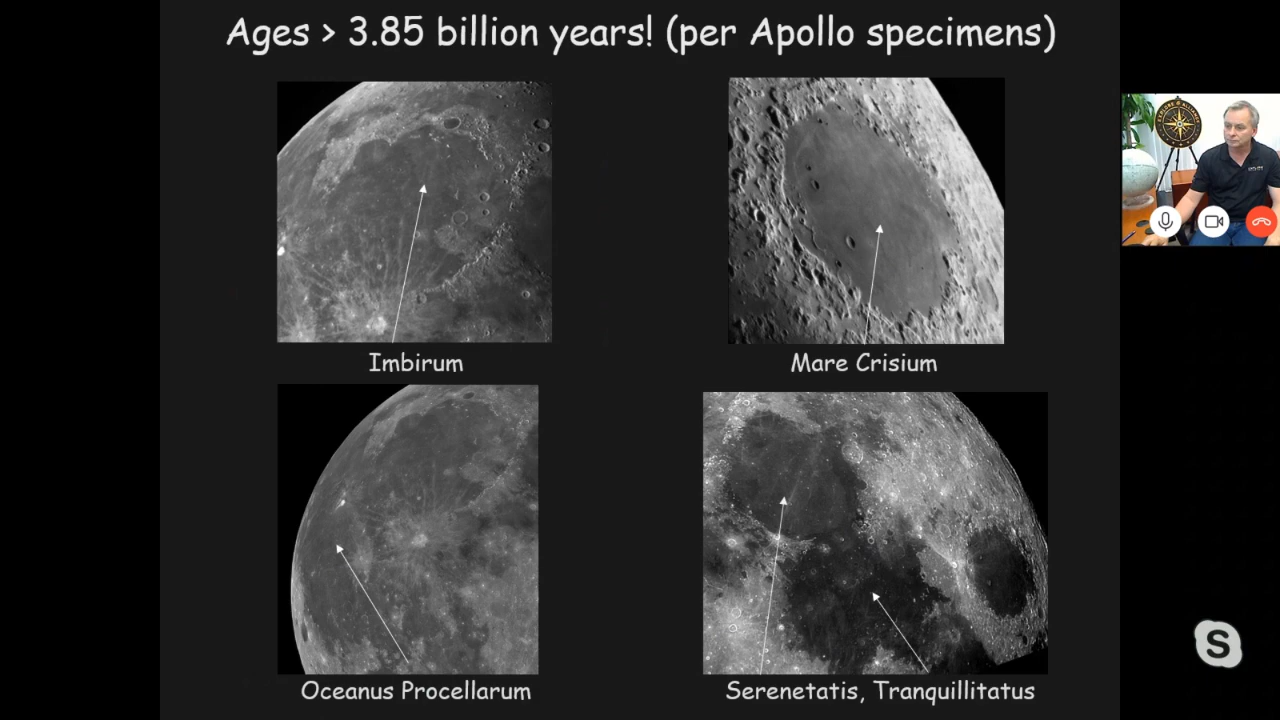 Ages > 3.85 billion years! (per Apollo specimens)
Imbirum
Mare Crisium
Oceanus Procellarum
Serenetatis, Tranquillitatus
S